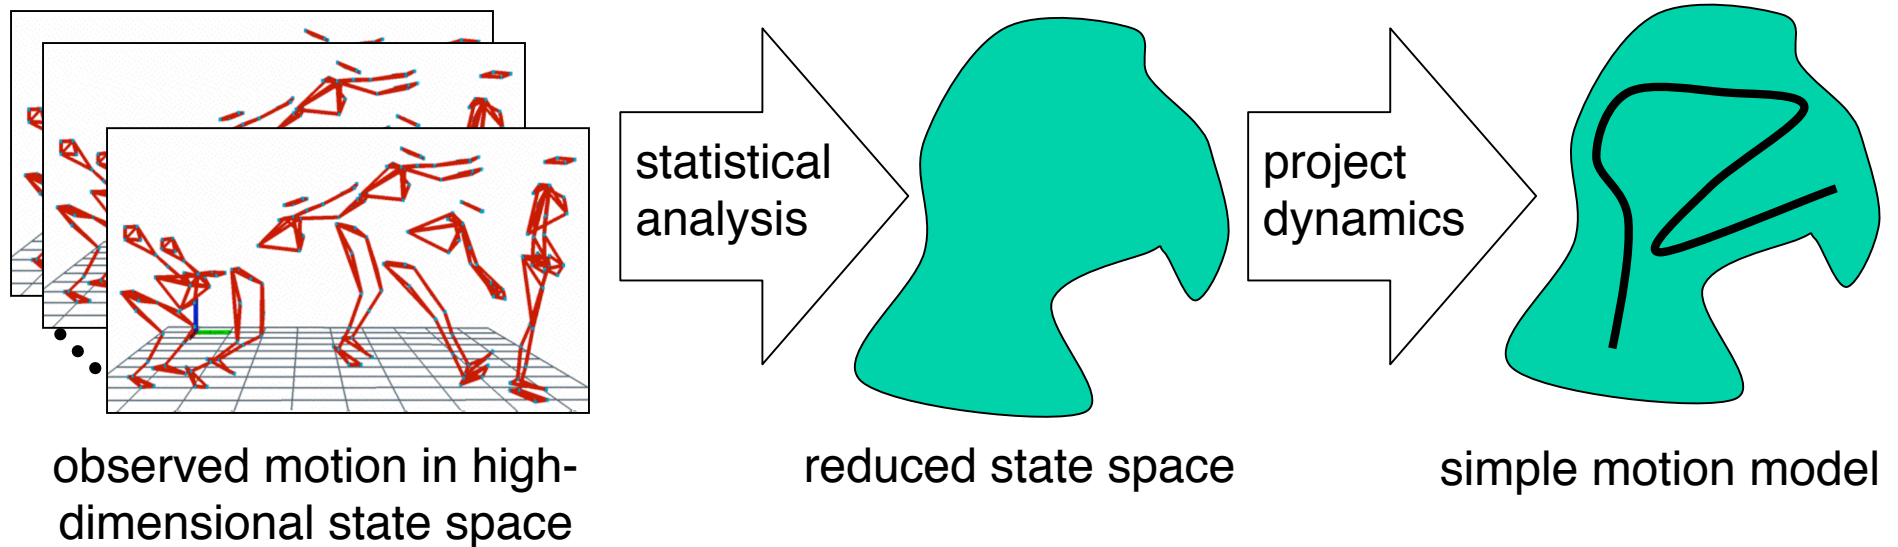 statistical
analysis
project
dynamics
observed motion in high-
dimensional state space
reduced state space
simple motion model